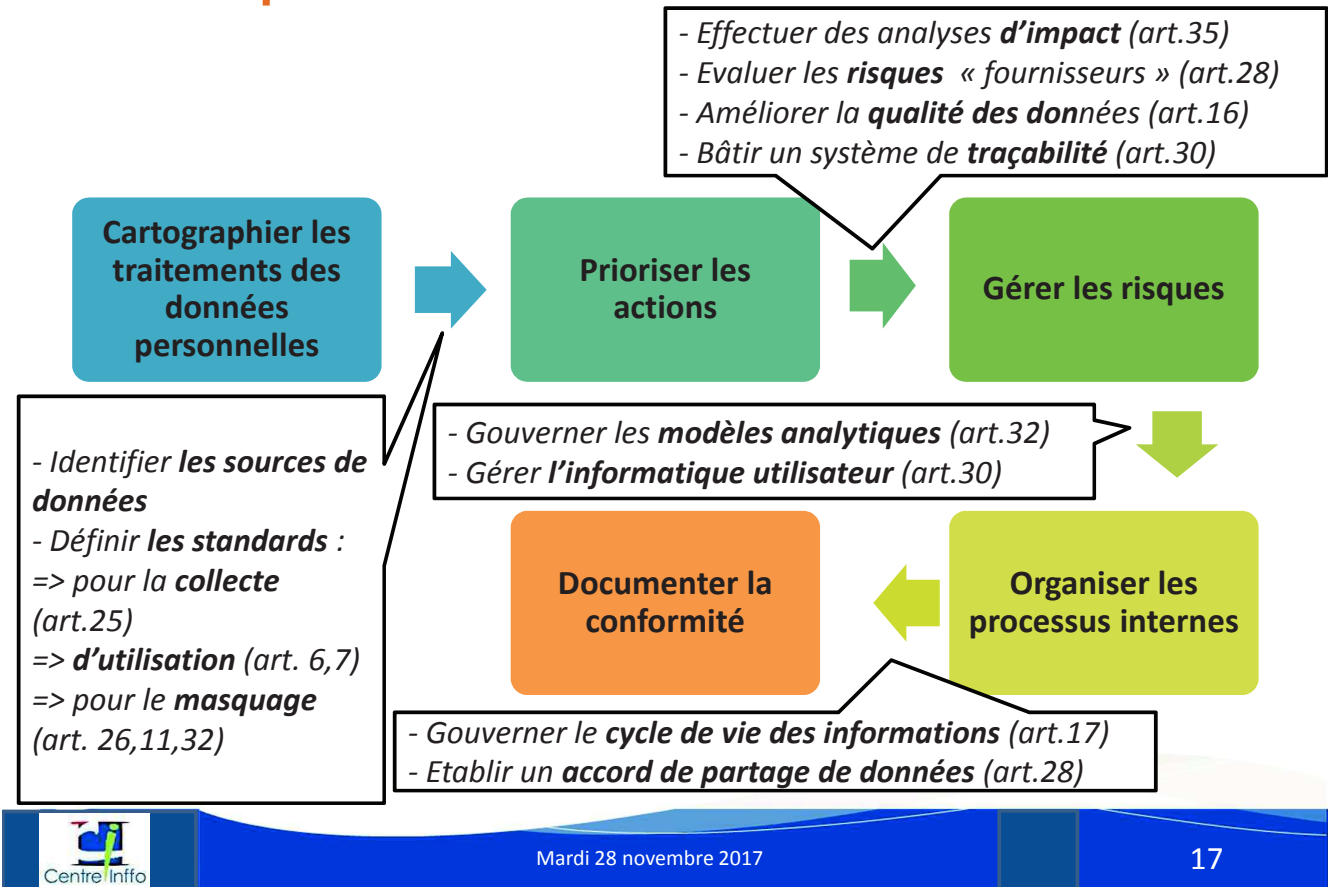 - Effectuer des analyses d’impact (art.35)
- Evaluer les risques « fournisseurs » (art.28)
- Améliorer la qualité des données (art.16)
- Bâtir un système de traçabilité (art.30)
Cartographier les
traitements des
données
personnelles
Prioriser les
actions
Gérer les risques
- Identifier les sources de
données
- Définir les standards :
=> pour la collecte
(art.25)
=> d’utilisation (art. 6,7)
=> pour le masquage
(art. 26,11,32)
- Gouverner les modèles analytiques (art.32)
- Gérer l’informatique utilisateur (art.30)
Documenter la
conformité
Organiser les
processus internes
- Gouverner le cycle de vie des informations (art.17)
- Etablir un accord de partage de données (art.28)
Centre Inffo
Mardi 28 novembre 2017
17